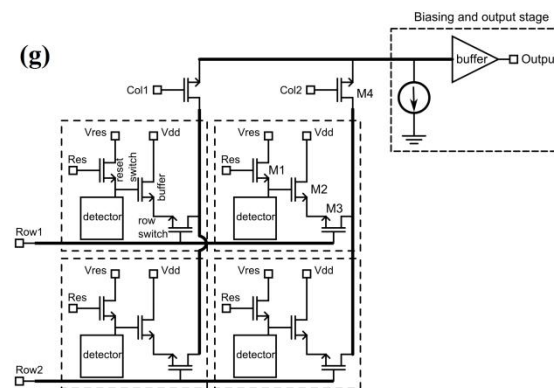 Biasing and output stage
(g)
buffer
Output
Col1
Col2
M4
Vres
Vdd
Vres
Vdd
Res
reset
switch
buffer
Res
M1
M2
detector
row
switch
detector
M3
Row1
Vres
Vdd
Vres
Vdd
Res
Res
detector
detector
Row2